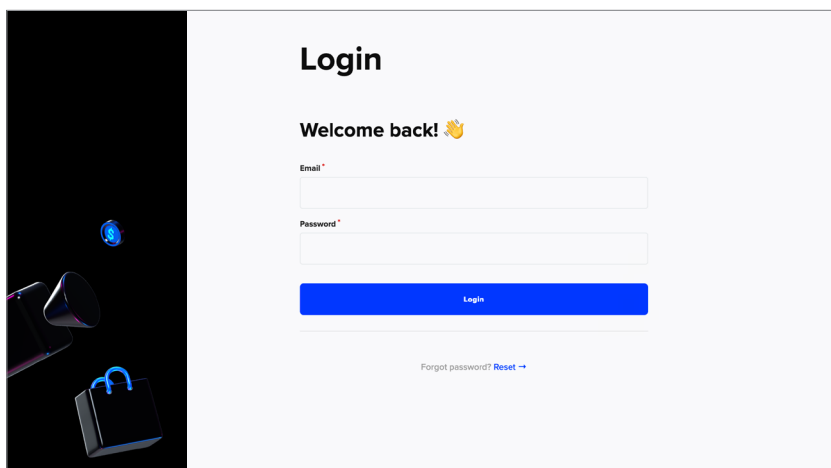 Login
Welcome back! 👋
Email *
Password *
Login
Forgot password? Reset →